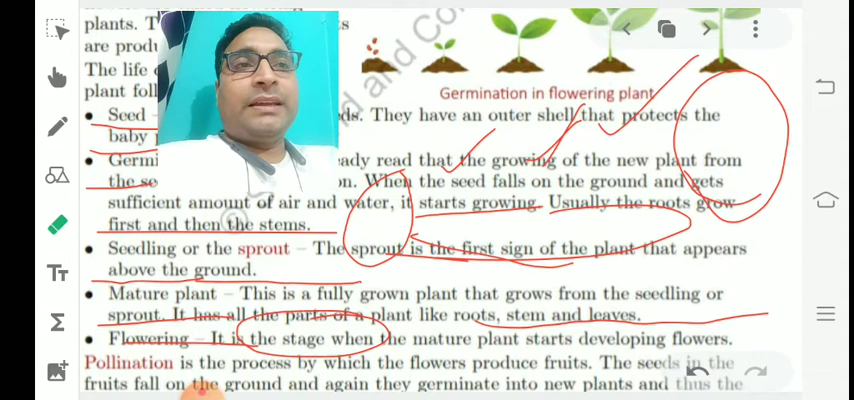 plants. T
are produ
The life
plant foll
Germination in flowering plant
• Seed – ds. They have an outer shell that protects the
baby
• Germi eady read that the growing of the new plant from
the se on. When the seed falls on the ground and gets
sufficient amount of air and water, it starts growing. Usually the roots grow
first and then the stems.
• Seedling or the sprout – The sprout is the first sign of the plant that appears
above the ground.
• Mature plant – This is a fully grown plant that grows from the seedling or
sprout. It has all the parts of a plant like roots, stem and leaves.
• Flowering – It is the stage when the mature plant starts developing flowers.
Pollination is the process by which the flowers produce fruits. The seeds in the
fruits fall on the ground and again they germinate into new plants and thus the